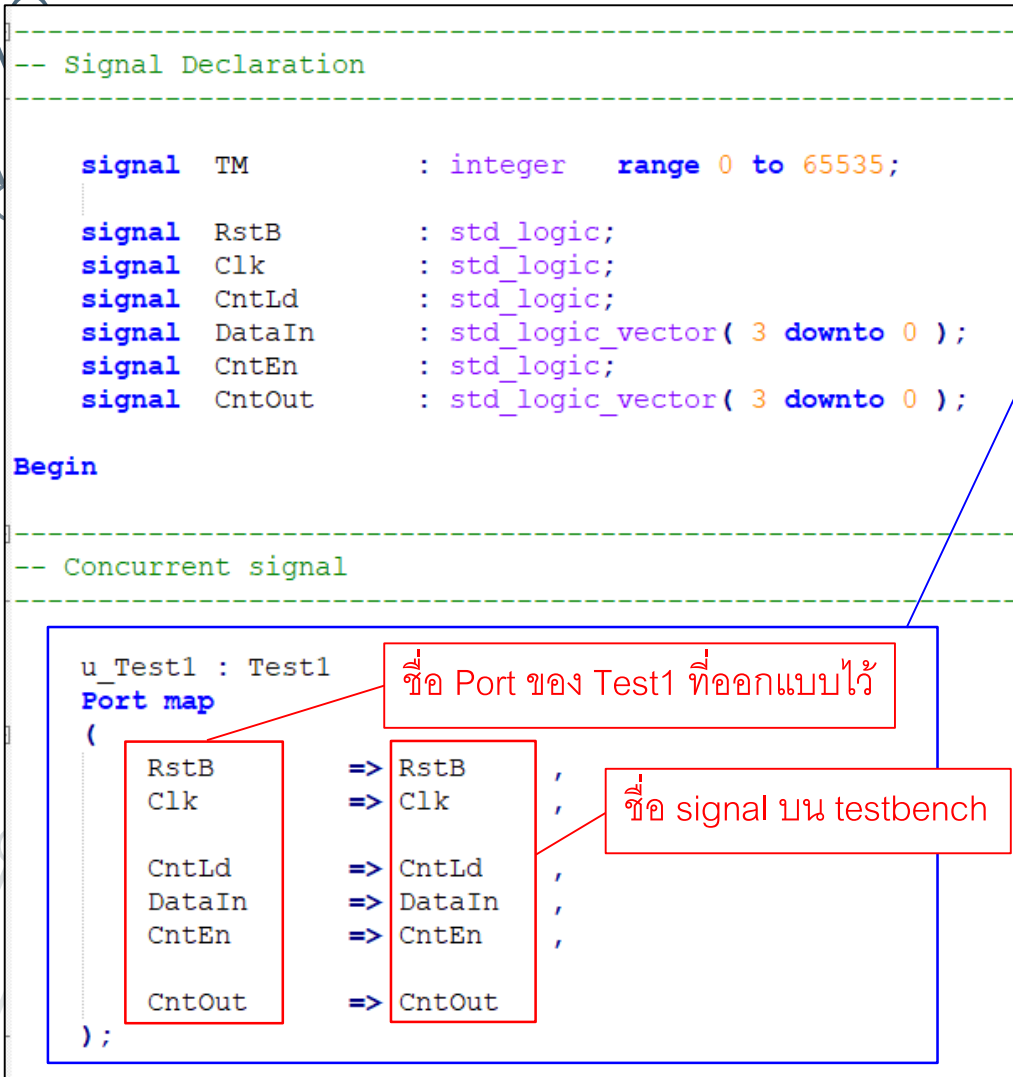 --------------------------------------------------------------
-- Signal Declaration
--------------------------------------------------------------
signal TM : integer range 0 to 65535;
signal RstB : std_logic;
signal Clk : std_logic;
signal CntLd : std_logic;
signal DataIn : std_logic_vector( 3 downto 0 );
signal CntEn : std_logic;
signal CntOut : std_logic_vector( 3 downto 0 );
Begin
--------------------------------------------------------------
-- Concurrent signal
--------------------------------------------------------------
u_Test1 : Test1
ชื่อ Port ของ Test1 ที่ออกแบบไว้
Port map
(
RstB => RstB ,
Clk => Clk ,
ชื่อ signal บน testbench
CntLd => CntLd ,
DataIn => DataIn ,
CntEn => CntEn ,
CntOut => CntOut
);